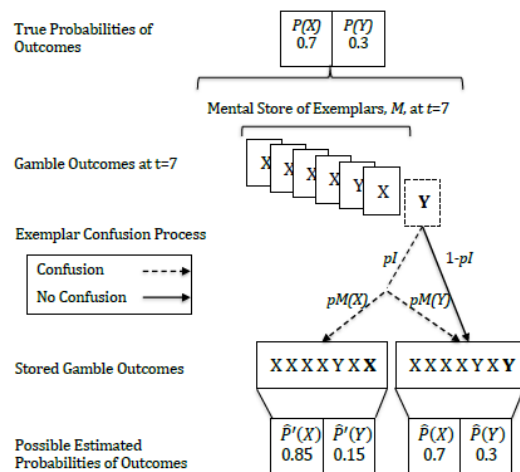 True Probabilities of
Outcomes
P(X) P(Y)
0.7 0.3
Mental Store of Exemplars, M, at t=7
Gamble Outcomes at t=7
X X X X Y X
Y
Exemplar Confusion Process
pI 1-pI
Confusion
No Confusion
pM(X) pM(Y)
Stored Gamble Outcomes
X X X X Y X X X X X X Y X Y
Possible Estimated
Probabilities of Outcomes
P̂'(X) P̂'(Y) P̂(X) P̂(Y)
0.85 0.15 0.7 0.3